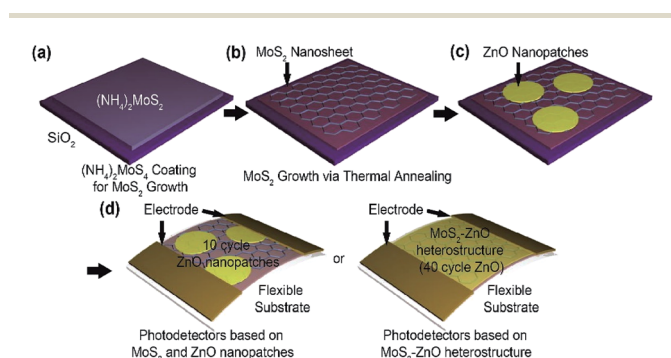 (a)
(b)
(c)
MoS₂ Nanosheet
ZnO Nanopatches
(NH₄)₂MoS₂
SiO₂
(NH₄)₂MoS₄ Coating
for MoS₂ Growth
MoS₂ Growth via Thermal Annealing
(d)
Electrode
10 cycle
ZnO nanopatches
Flexible
Substrate
Photodetectors based on
MoS₂ and ZnO nanopatches
or
Electrode
MoS₂-ZnO
heterostructure
(40 cycle ZnO)
Flexible
Substrate
Photodetectors based on
MoS₂-ZnO heterostructure